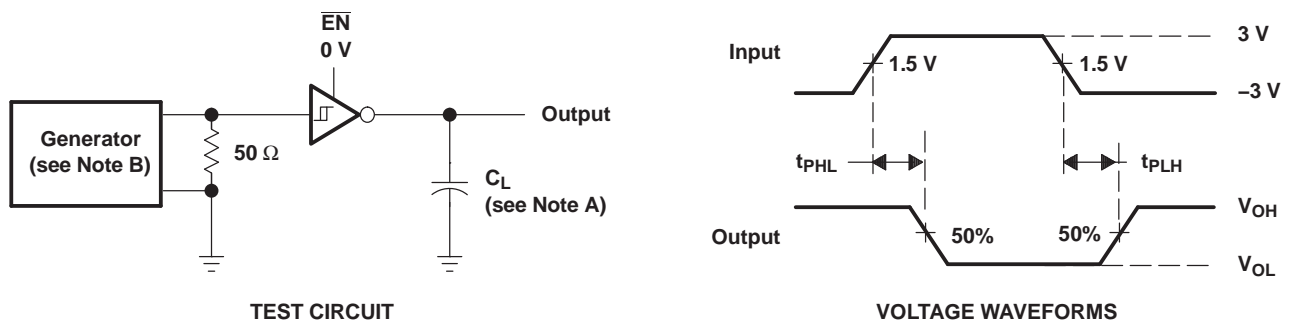 EN
0 V
Generator
(see Note B)
50 Ω
Output
CL
(see Note A)
TEST CIRCUIT
Input
3 V
1.5 V
1.5 V
–3 V
tPHL
tPLH
Output
50%
50%
VOH
VOL
VOLTAGE WAVEFORMS